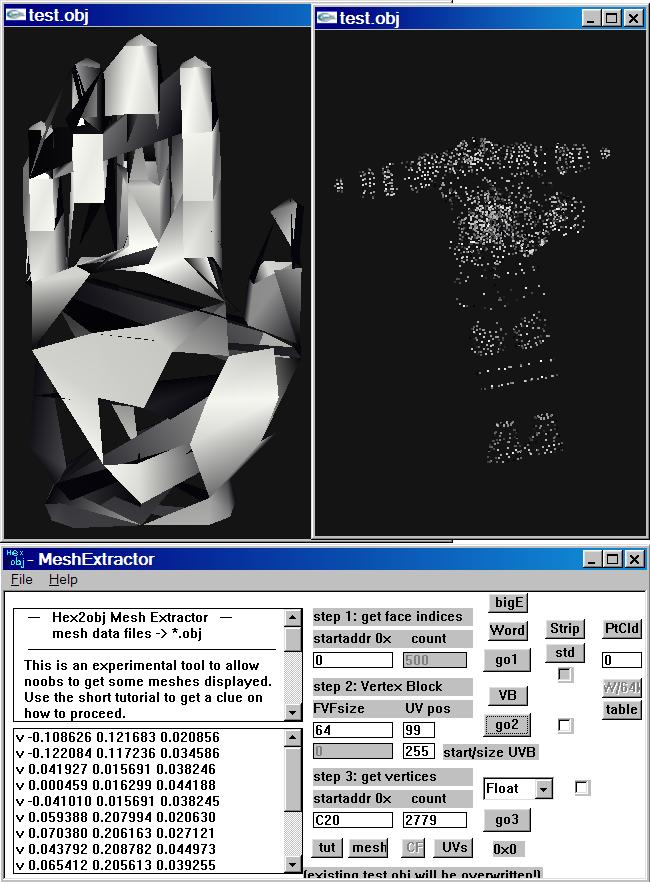 test.obj
test.obj
Hex
obj
- MeshExtractor
File Help
— Hex2obj Mesh Extractor —
mesh data files -> *.obj
This is an experimental tool to allow
noobs to get some meshes displayed.
Use the short tutorial to get a clue on
how to proceed.
v -0.108626 0.121683 0.020856
v -0.122084 0.117236 0.034586
v 0.041927 0.015691 0.038246
v 0.000459 0.016299 0.044188
v -0.041010 0.015691 0.038245
v 0.059388 0.207994 0.020630
v 0.070380 0.206163 0.027121
v 0.043792 0.208782 0.044973
v 0.065412 0.205613 0.039255
step 1: get face indices
startaddr 0x count
0 500
step 2: Vertex Block
FVFsize UV pos
64 99
0 255 start/size UVB
step 3: get vertices
startaddr 0x count
C20 2779
tut mesh CF UVs
(existing test.obj will be overwritten!)
bigE
Word
go1
VB
go2
Float
go3
0x0
Strip
std
PtCld
0
table